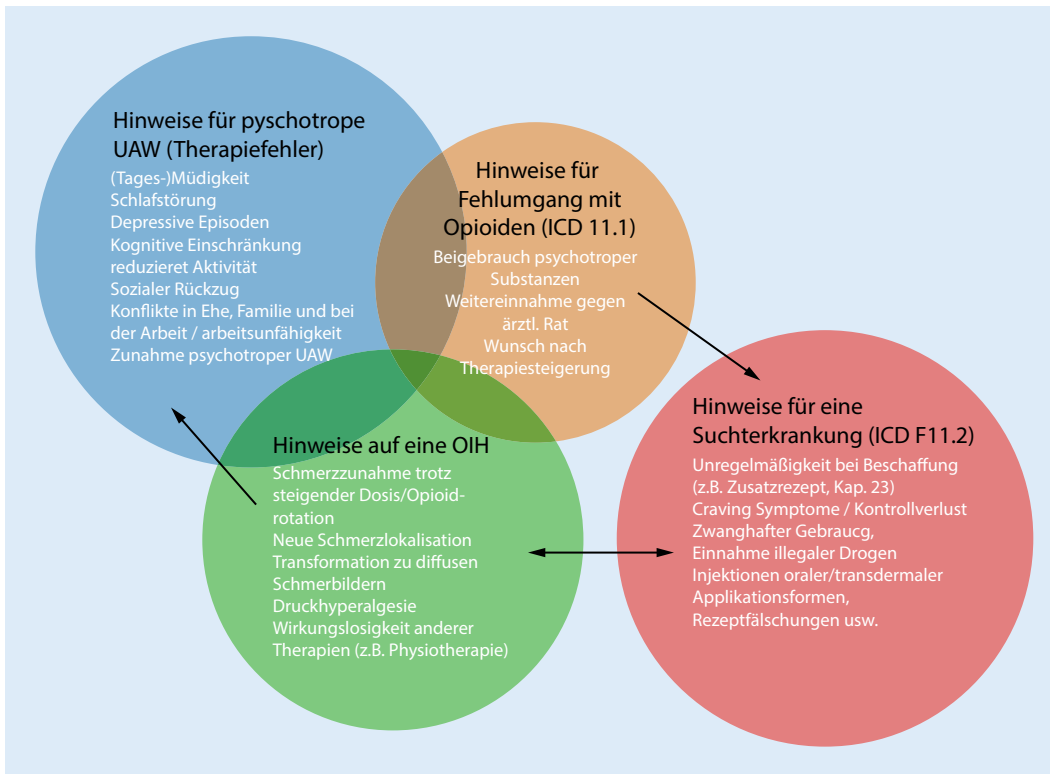 Hinweise für pyschotrope
UAW (Therapiefehler)
(Tages-)Müdigkeit
Schlafstörung
Depressive Episoden
Kognitive Einschränkung
reduzieret Aktivität
Sozialer Rückzug
Konflikte in Ehe, Familie und bei
der Arbeit / arbeitsunfähigkeit
Zunahme psychotroper UAW
Hinweise für
Fehlumgang mit
Opioiden (ICD 11.1)
Beigebrauch psychotroper
Substanzen
Weitereinnahme gegen
ärztl. Rat
Wunsch nach
Therapiesteigerung
Hinweise auf eine OIH
Schmerzzunahme trotz
steigender Dosis/Opioid-
rotation
Neue Schmerzlokalisation
Transformation zu diffusen
Schmerbildern
Druckhyperalgesie
Wirkungslosigkeit anderer
Therapien (z.B. Physiotherapie)
Hinweise für eine
Suchterkrankung (ICD F11.2)
Unregelmäßigkeit bei Beschaffung
(z.B. Zusatzrezept, Kap. 23)
Craving Symptome / Kontrollverlust
Zwanghafter Gebraucg,
Einnahme illegaler Drogen
Injektionen oraler/transdermaler
Applikationsformen,
Rezeptfälschungen usw.